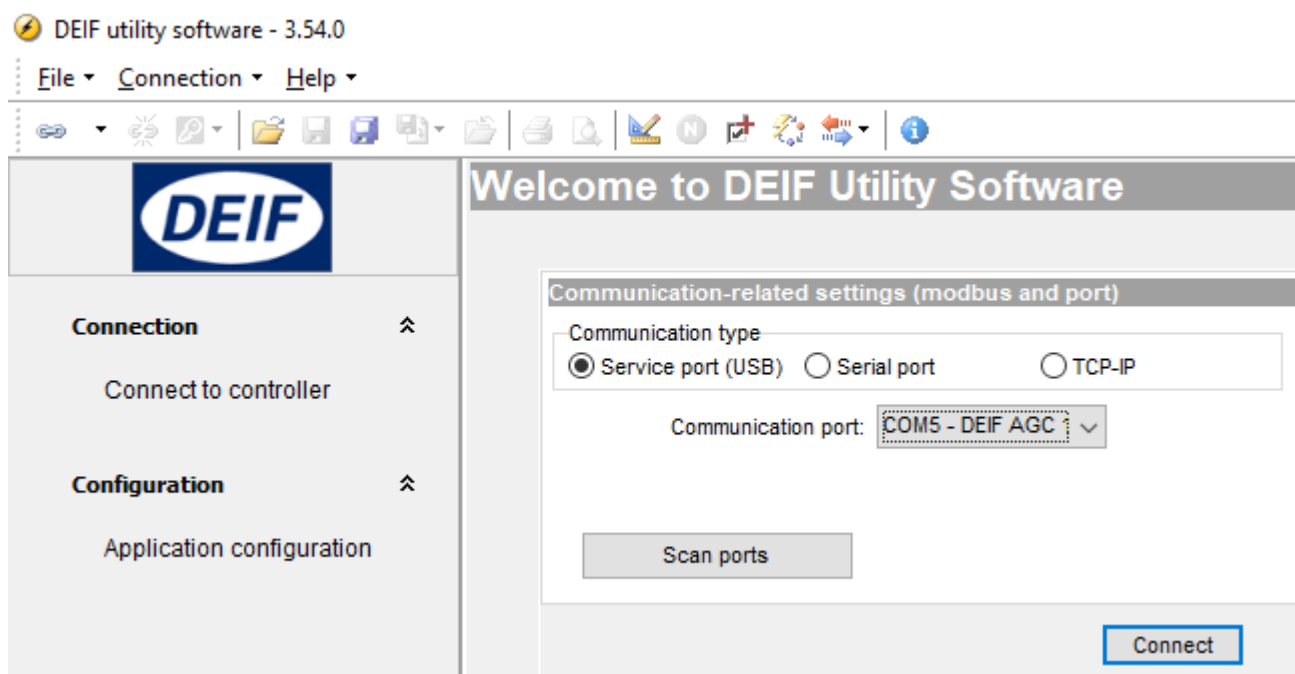 DEIF utility software - 3.54.0
File Connection Help
DEIF
Welcome to DEIF Utility Software
Communication-related settings (modbus and port)
Connection
Communication type
Service port (USB) Serial port TCP-IP
Connect to controller
Communication port: COM5 - DEIF AGC 1
Configuration
Application configuration
Scan ports
Connect